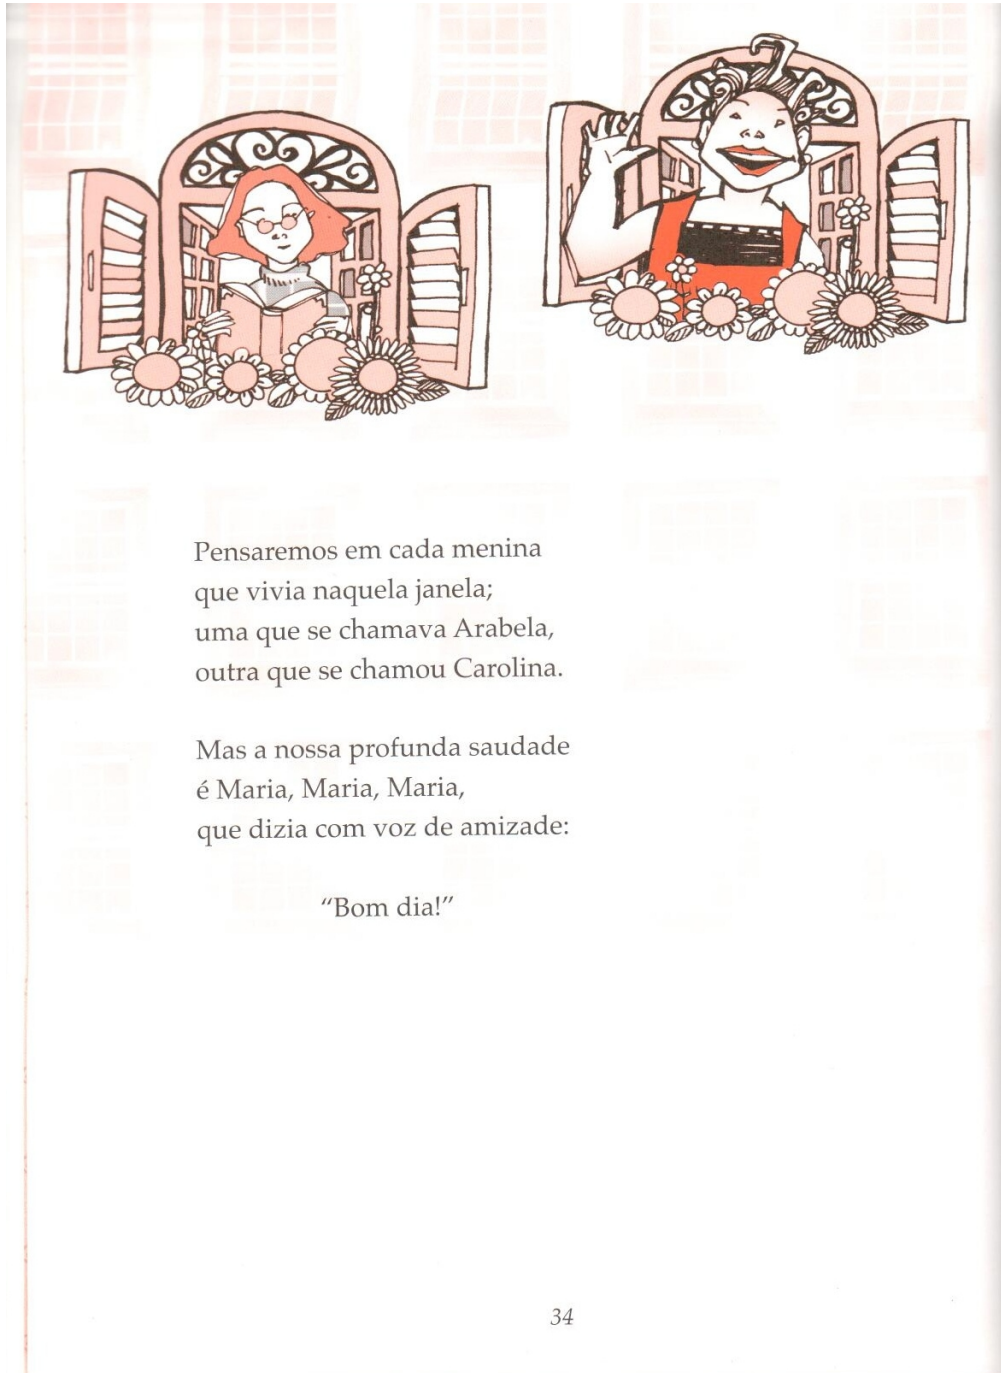 Pensaremos em cada menina
que vivia naquela janela;
uma que se chamava Arabela,
outra que se chamou Carolina.
Mas a nossa profunda saudade
é Maria, Maria, Maria,
que dizia com voz de amizade:
“Bom dia!”
34